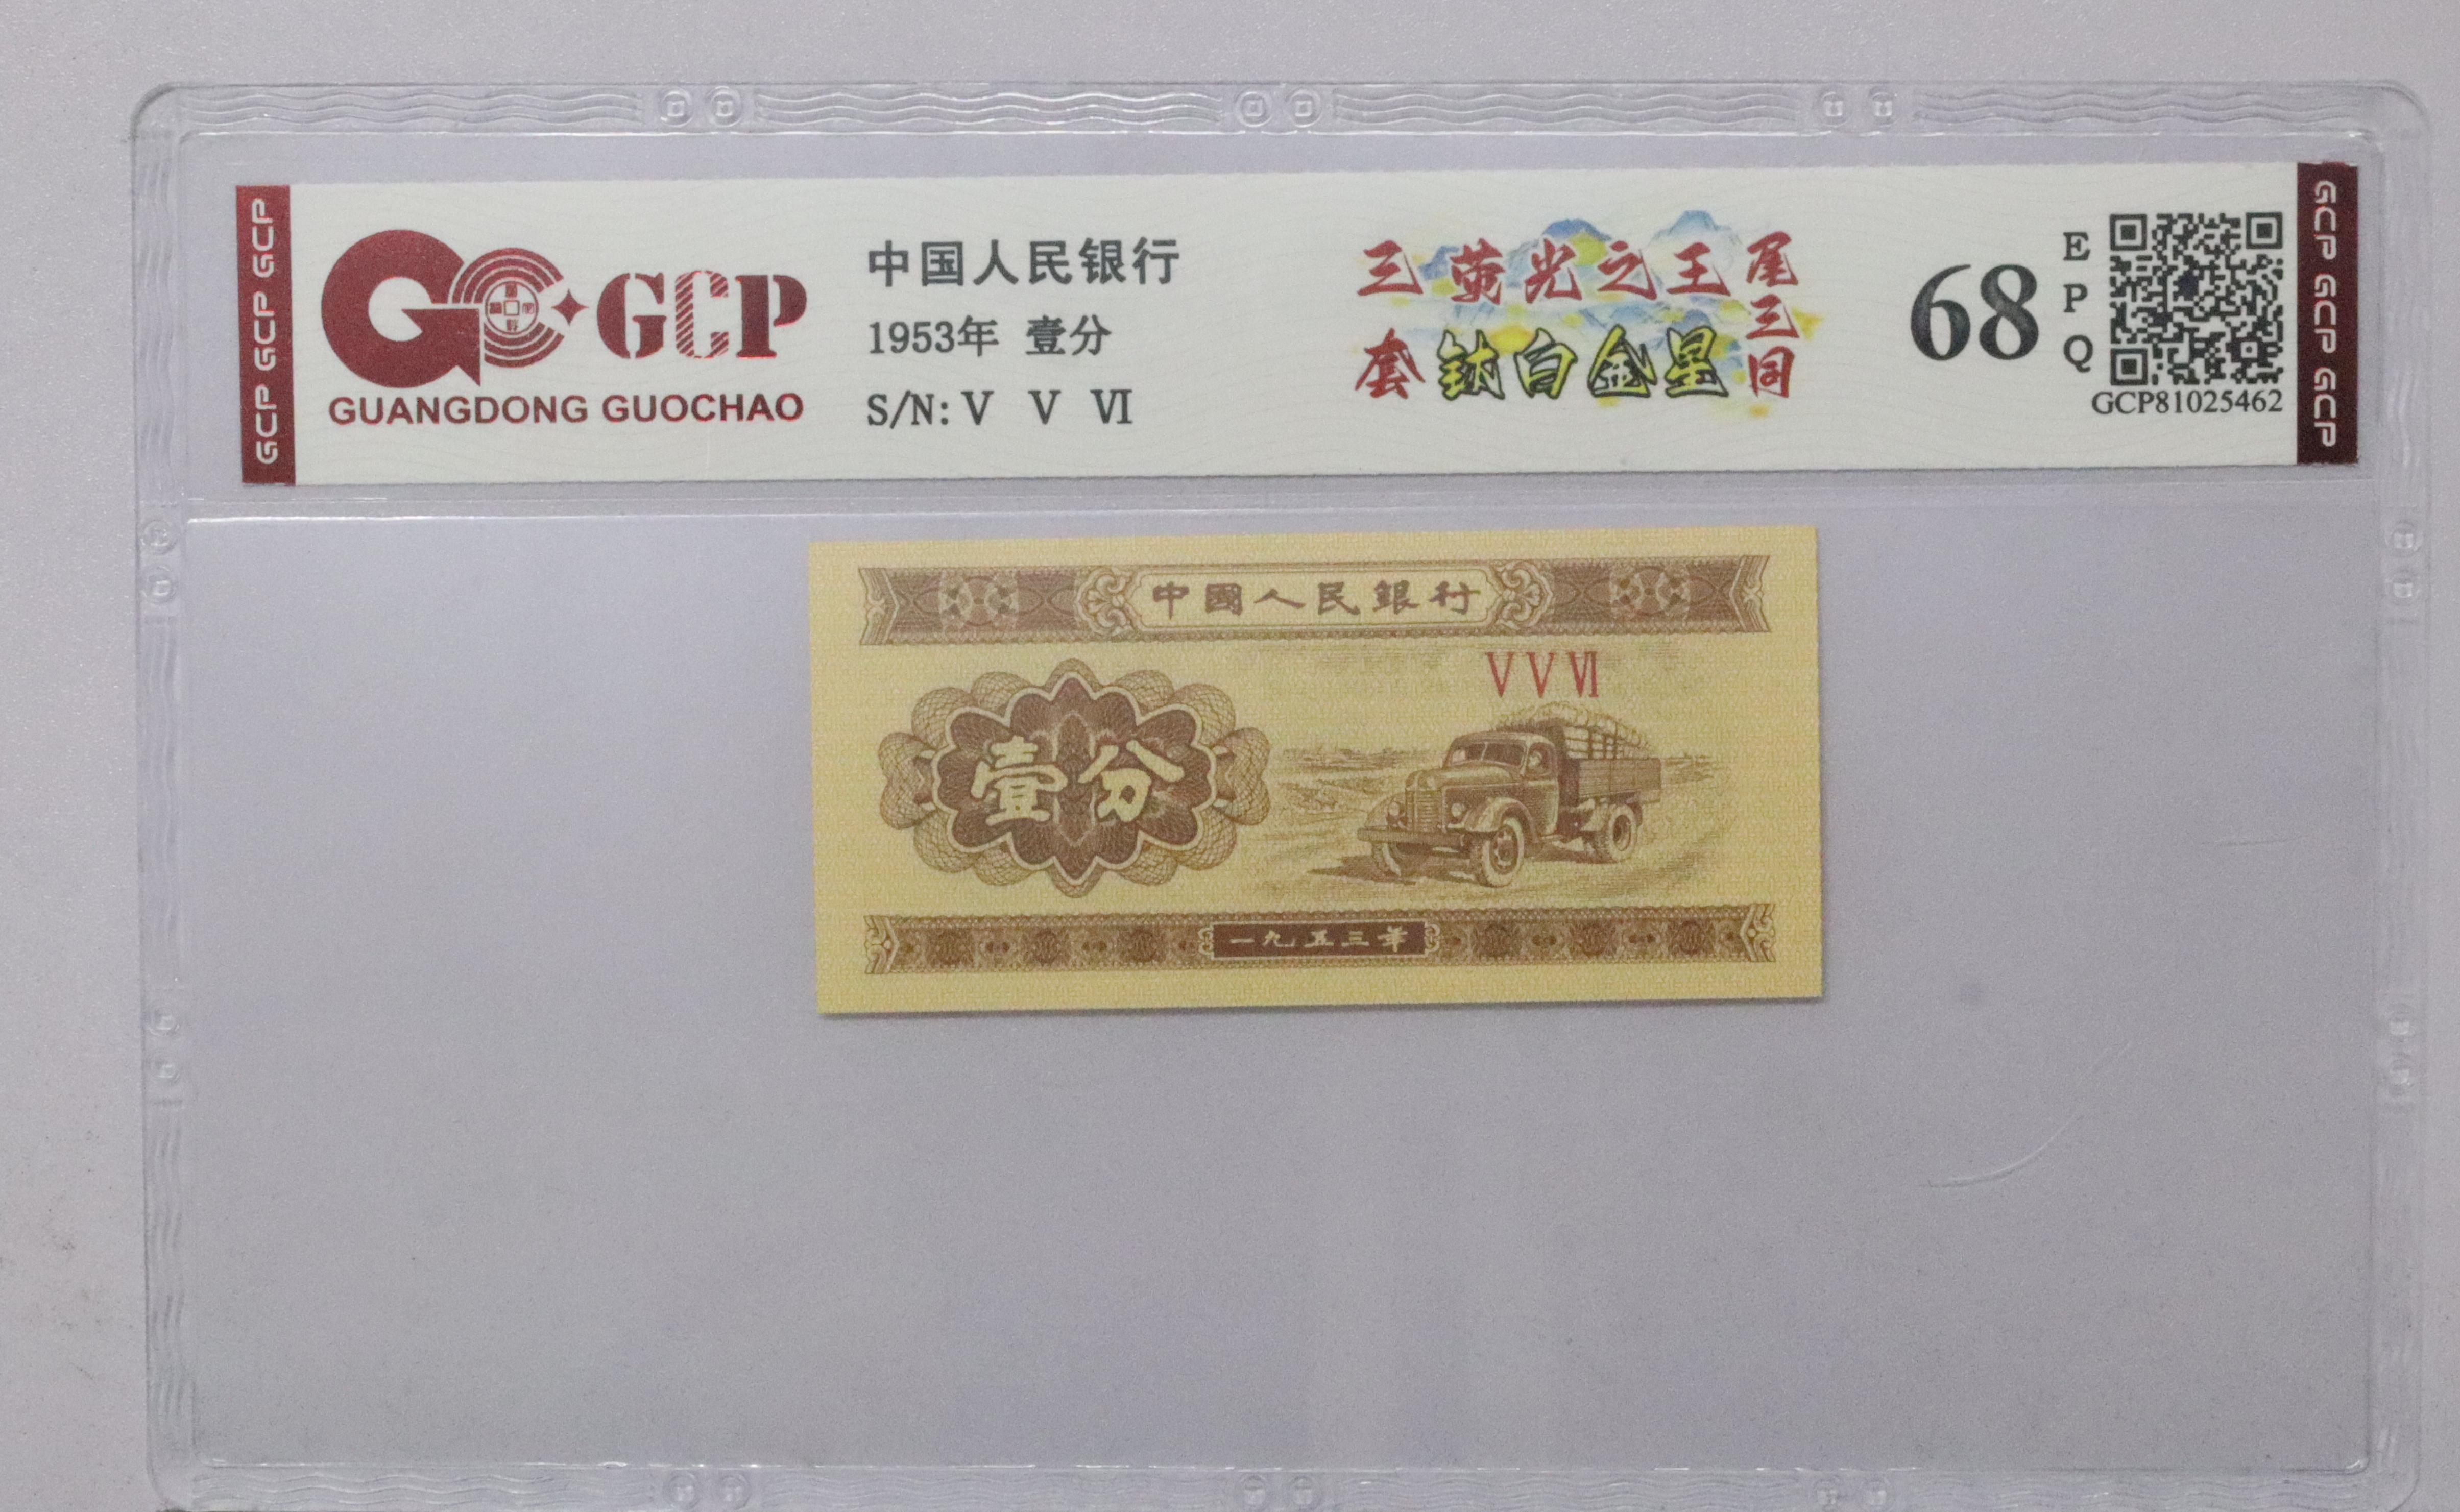 GCP GCP GCP
GCP
GUANGDONG GUOCHAO
中国人民银行
1953年 壹分
S/N: V V VI
三套
荧光之王
钛白金星
尾三同
68
EPQ
GCP81025462
GCP GCP GCP
中國人民銀行
V V VI
壹分
一九五三年